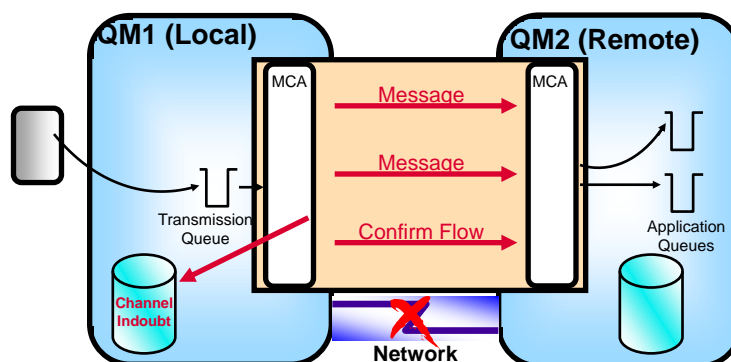 QM1 (Local)
QM2 (Remote)
MCA
MCA
Message
Message
Confirm Flow
Transmission
Queue
Application
Queues
Channel
Indoubt
Network